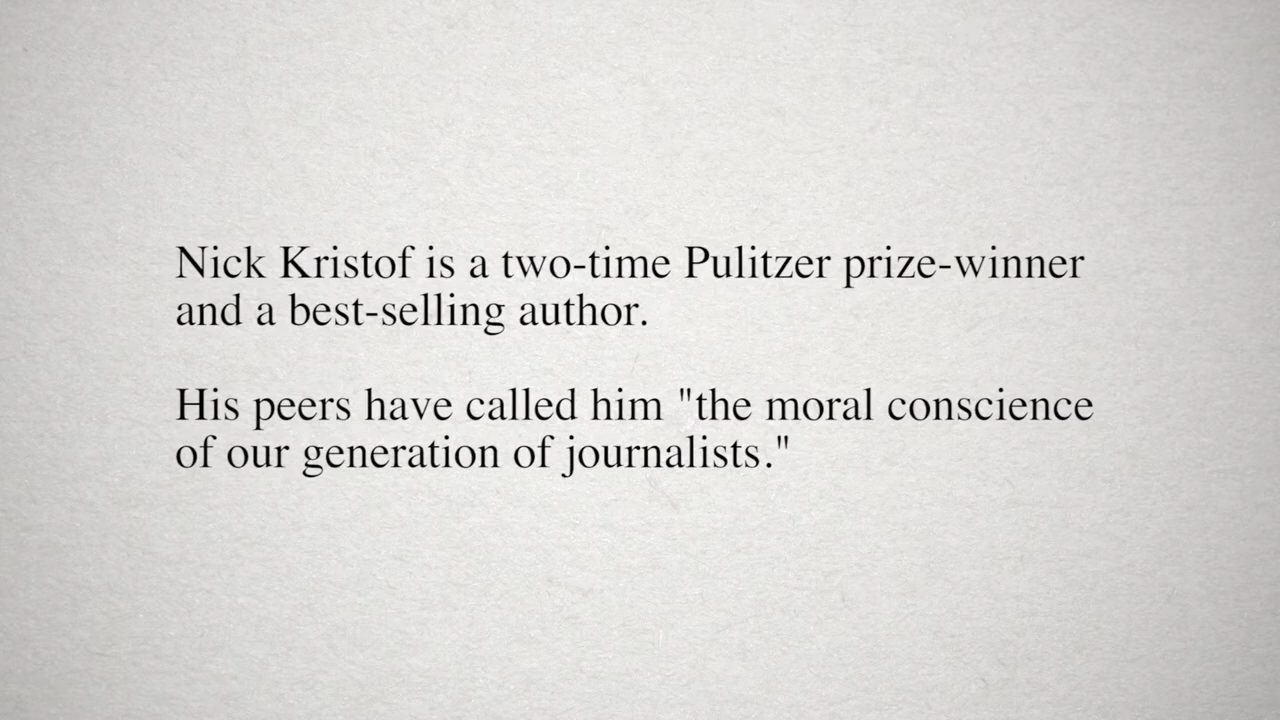 Nick Kristof is a two-time Pulitzer prize-winner
and a best-selling author.
His peers have called him "the moral conscience
of our generation of journalists."